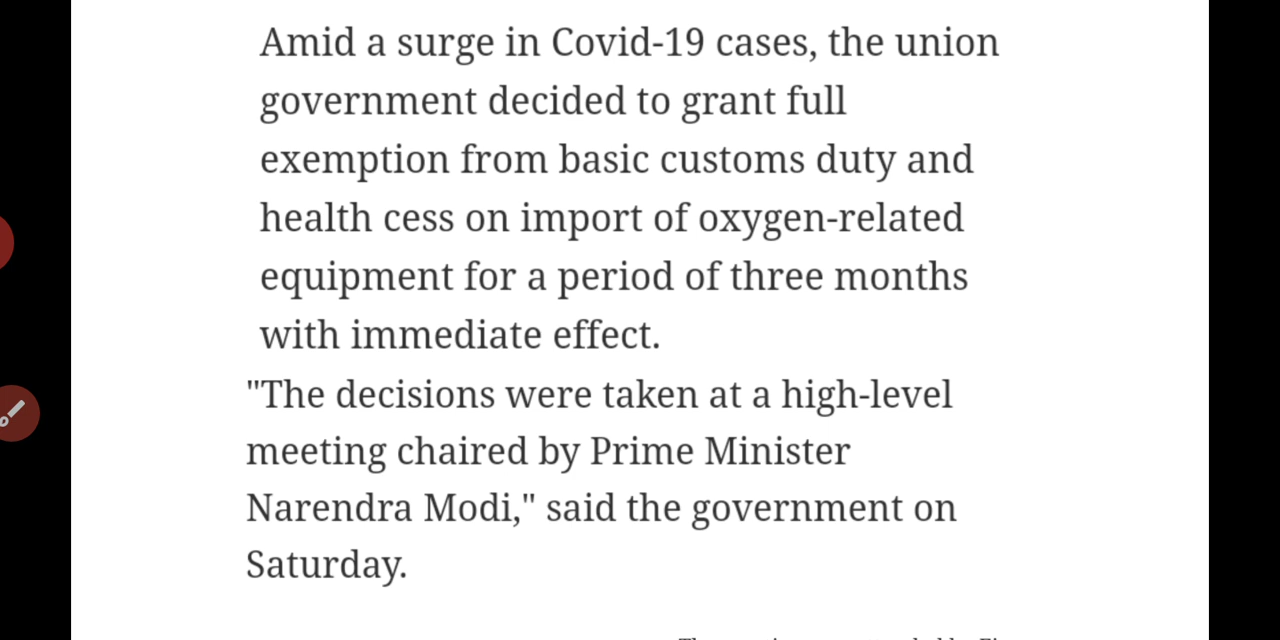 Amid a surge in Covid-19 cases, the union
government decided to grant full
exemption from basic customs duty and
health cess on import of oxygen-related
equipment for a period of three months
with immediate effect.
"The decisions were taken at a high-level
meeting chaired by Prime Minister
Narendra Modi," said the government on
Saturday.